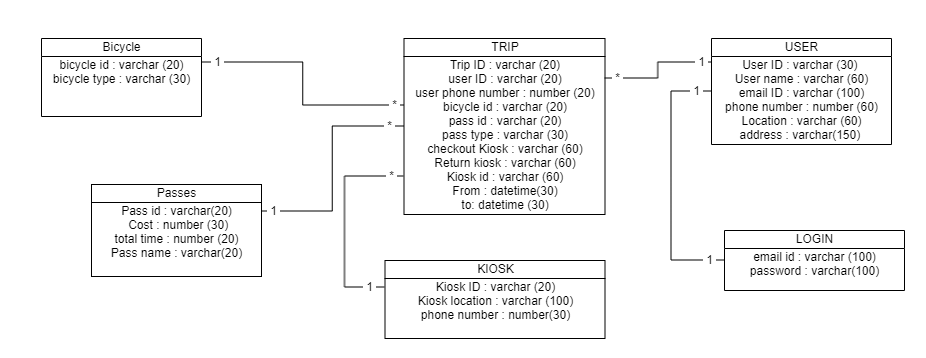 Bicycle
bicycle id : varchar (20)
bicycle type : varchar (30)
1
*
TRIP
Trip ID : varchar (20)
user ID : varchar (20)
user phone number : number (20)
bicycle id : varchar (20)
pass id : varchar (20)
pass type : varchar (30)
checkout Kiosk : varchar (60)
Return kiosk : varchar (60)
Kiosk id : varchar (60)
From : datetime(30)
to: datetime (30)
*
1
USER
User ID : varchar (30)
User name : varchar (60)
email ID : varchar (100)
phone number : number (60)
Location : varchar (60)
address : varchar(150)
1
*
*
Passes
Pass id : varchar(20)
Cost : number (30)
total time : number (20)
Pass name : varchar(20)
1
KIOSK
Kiosk ID : varchar (20)
Kiosk location : varchar (100)
phone number : number(30)
1
LOGIN
email id : varchar (100)
password : varchar(100)
1